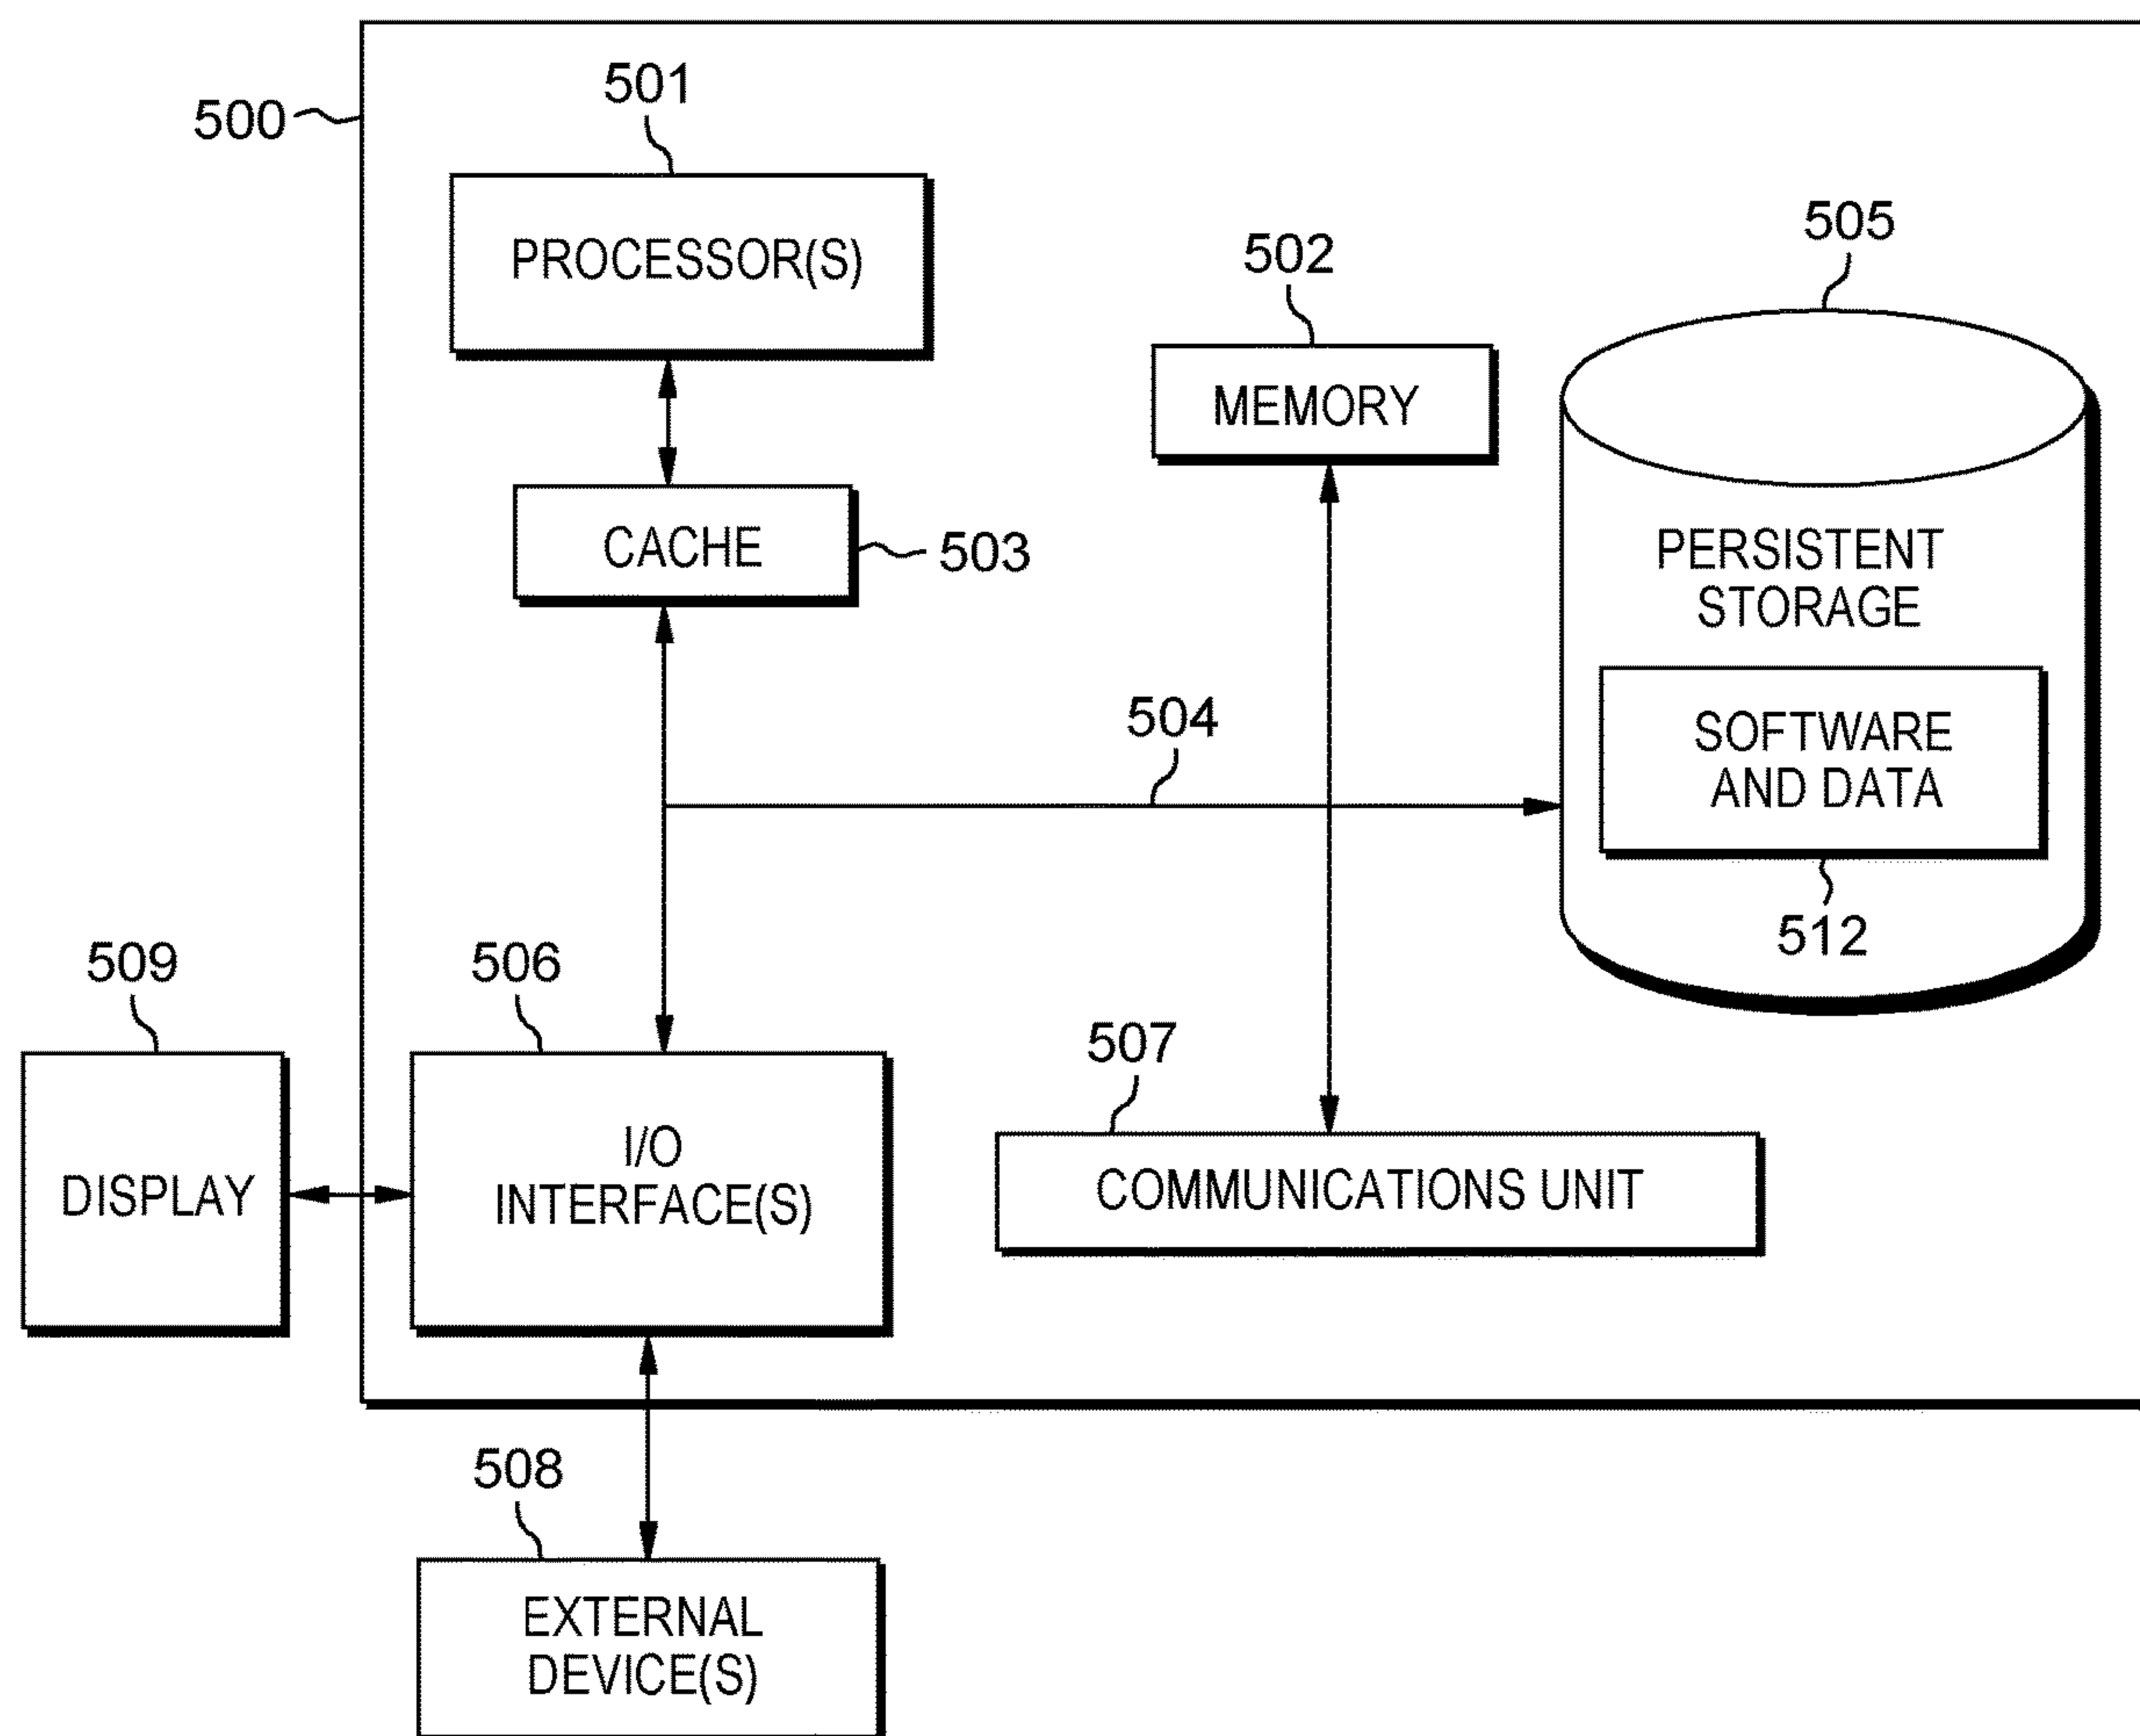 501
500
PROCESSOR(S)
505
502
MEMORY
CACHE
503
PERSISTENT
STORAGE
504
SOFTWARE
AND DATA
512
509
506
507
I/O
INTERFACE(S)
DISPLAY
COMMUNICATIONS UNIT
508
EXTERNAL
DEVICE(S)